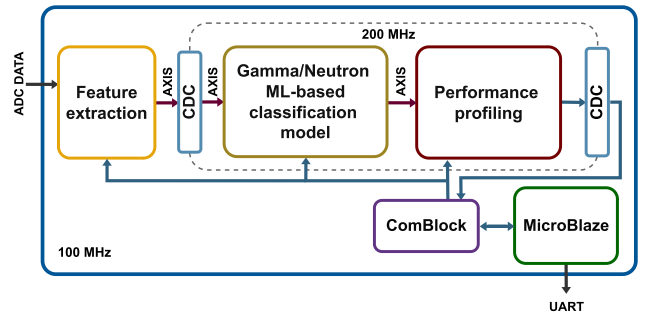 200 MHz
ADC DATA
Feature
extraction
AXIS
CDC
AXIS
Gamma/Neutron
ML-based
classification
model
AXIS
Performance
profiling
CDC
ComBlock
MicroBlaze
100 MHz
UART